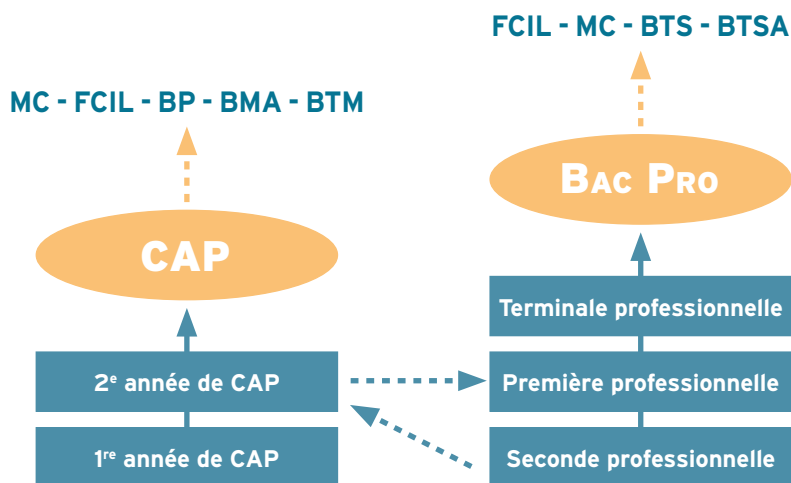 FCIL - MC - BTS - BTSA
MC - FCIL - BP - BMA - BTM
BAC PRO
CAP
Terminale professionnelle
2e année de CAP
Première professionnelle
1re année de CAP
Seconde professionnelle